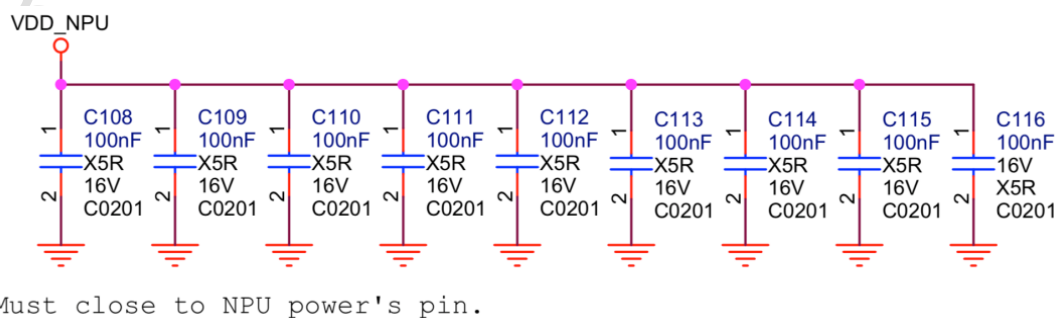 VDD_NPU
1
2
C108
100nF
X5R
16V
C0201
1
2
C109
100nF
X5R
16V
C0201
1
2
C110
100nF
X5R
16V
C0201
1
2
C111
100nF
X5R
16V
C0201
1
2
C112
100nF
X5R
16V
C0201
1
2
C113
100nF
X5R
16V
C0201
1
2
C114
100nF
X5R
16V
C0201
1
2
C115
100nF
X5R
16V
C0201
1
2
C116
100nF
16V
X5R
C0201
Must close to NPU power's pin.